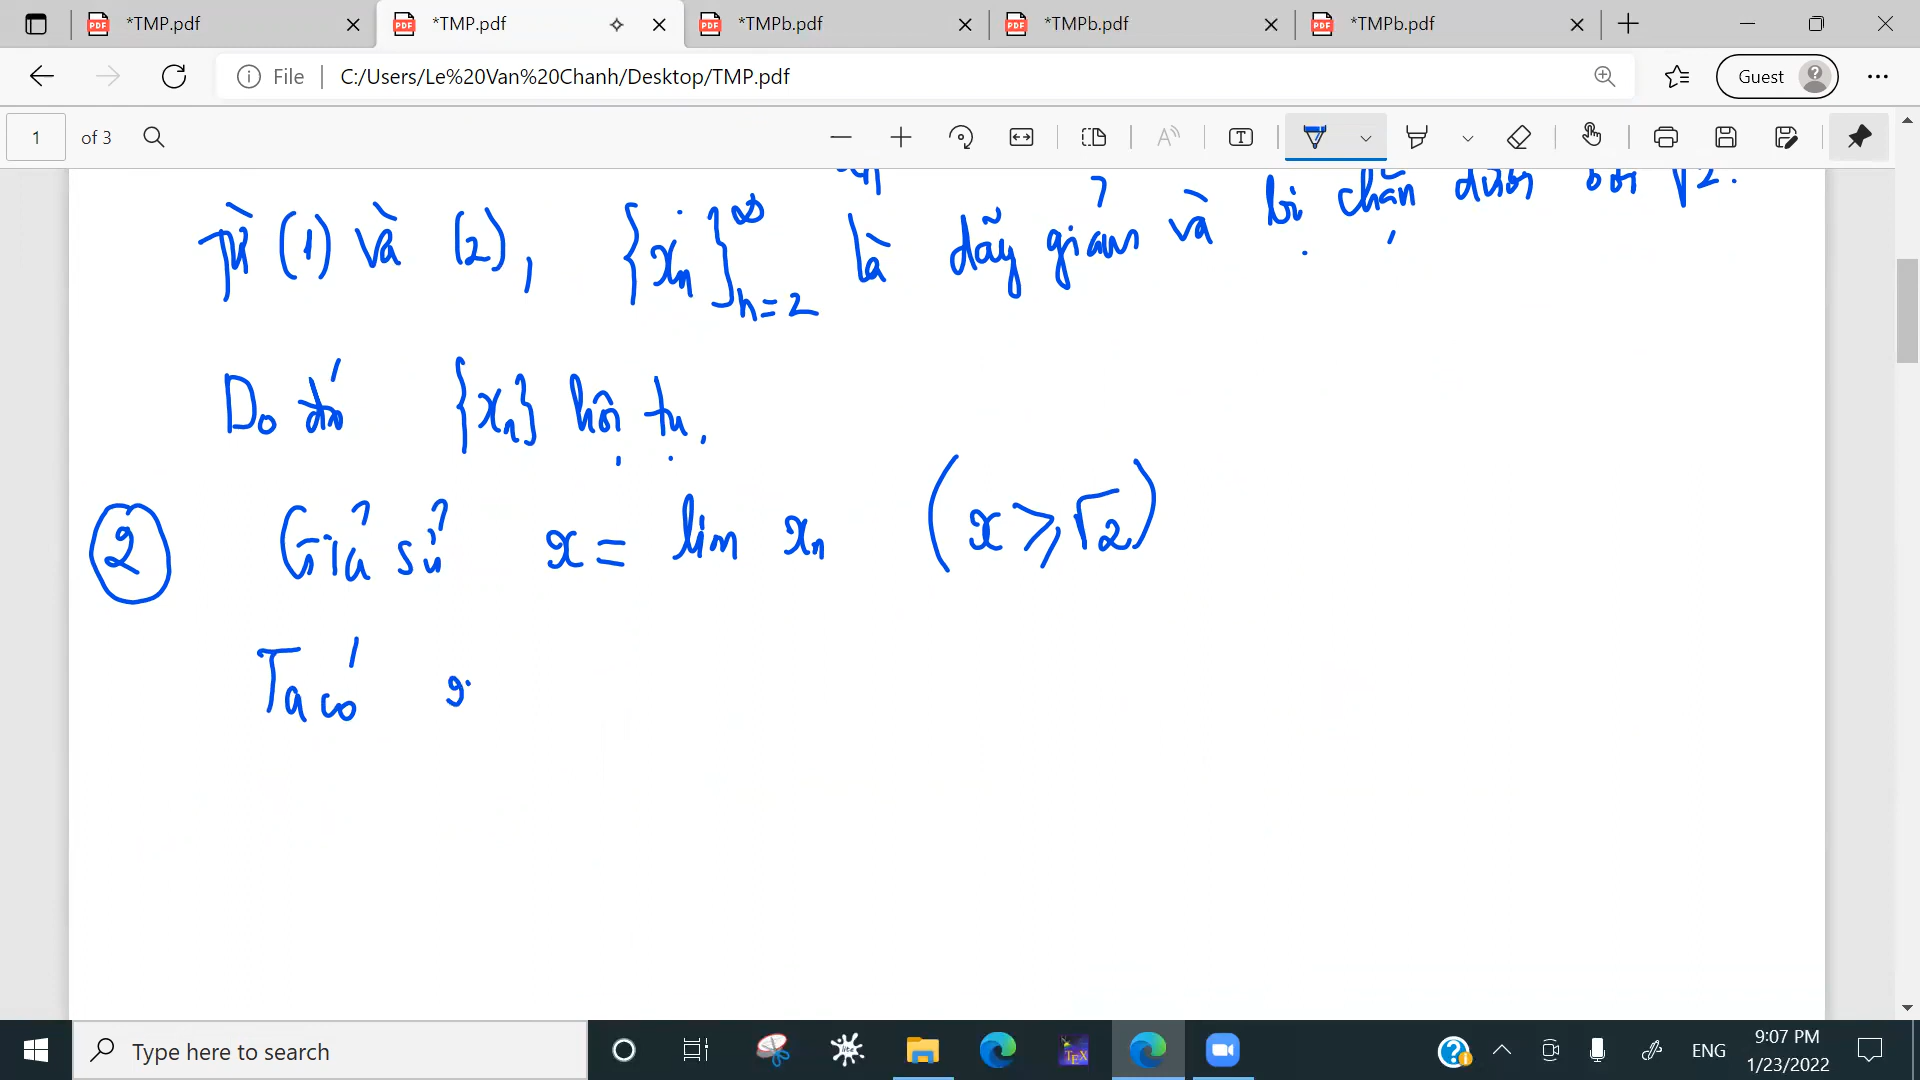 *TMP.pdf *TMP.pdf *TMPb.pdf *TMPb.pdf *TMPb.pdf
File C:/Users/Le%20Van%20Chanh/Desktop/TMP.pdf Guest
1 of 3
bị chặn dưới bởi √2.
Từ (1) và (2), {xₙ}^∞_{n=2} là dãy giảm và
Do đó {xₙ} hội tụ.
② Giả sử x = lim xₙ (x ⩾ √2)
Ta có
Type here to search
ENG
9:07 PM
1/23/2022